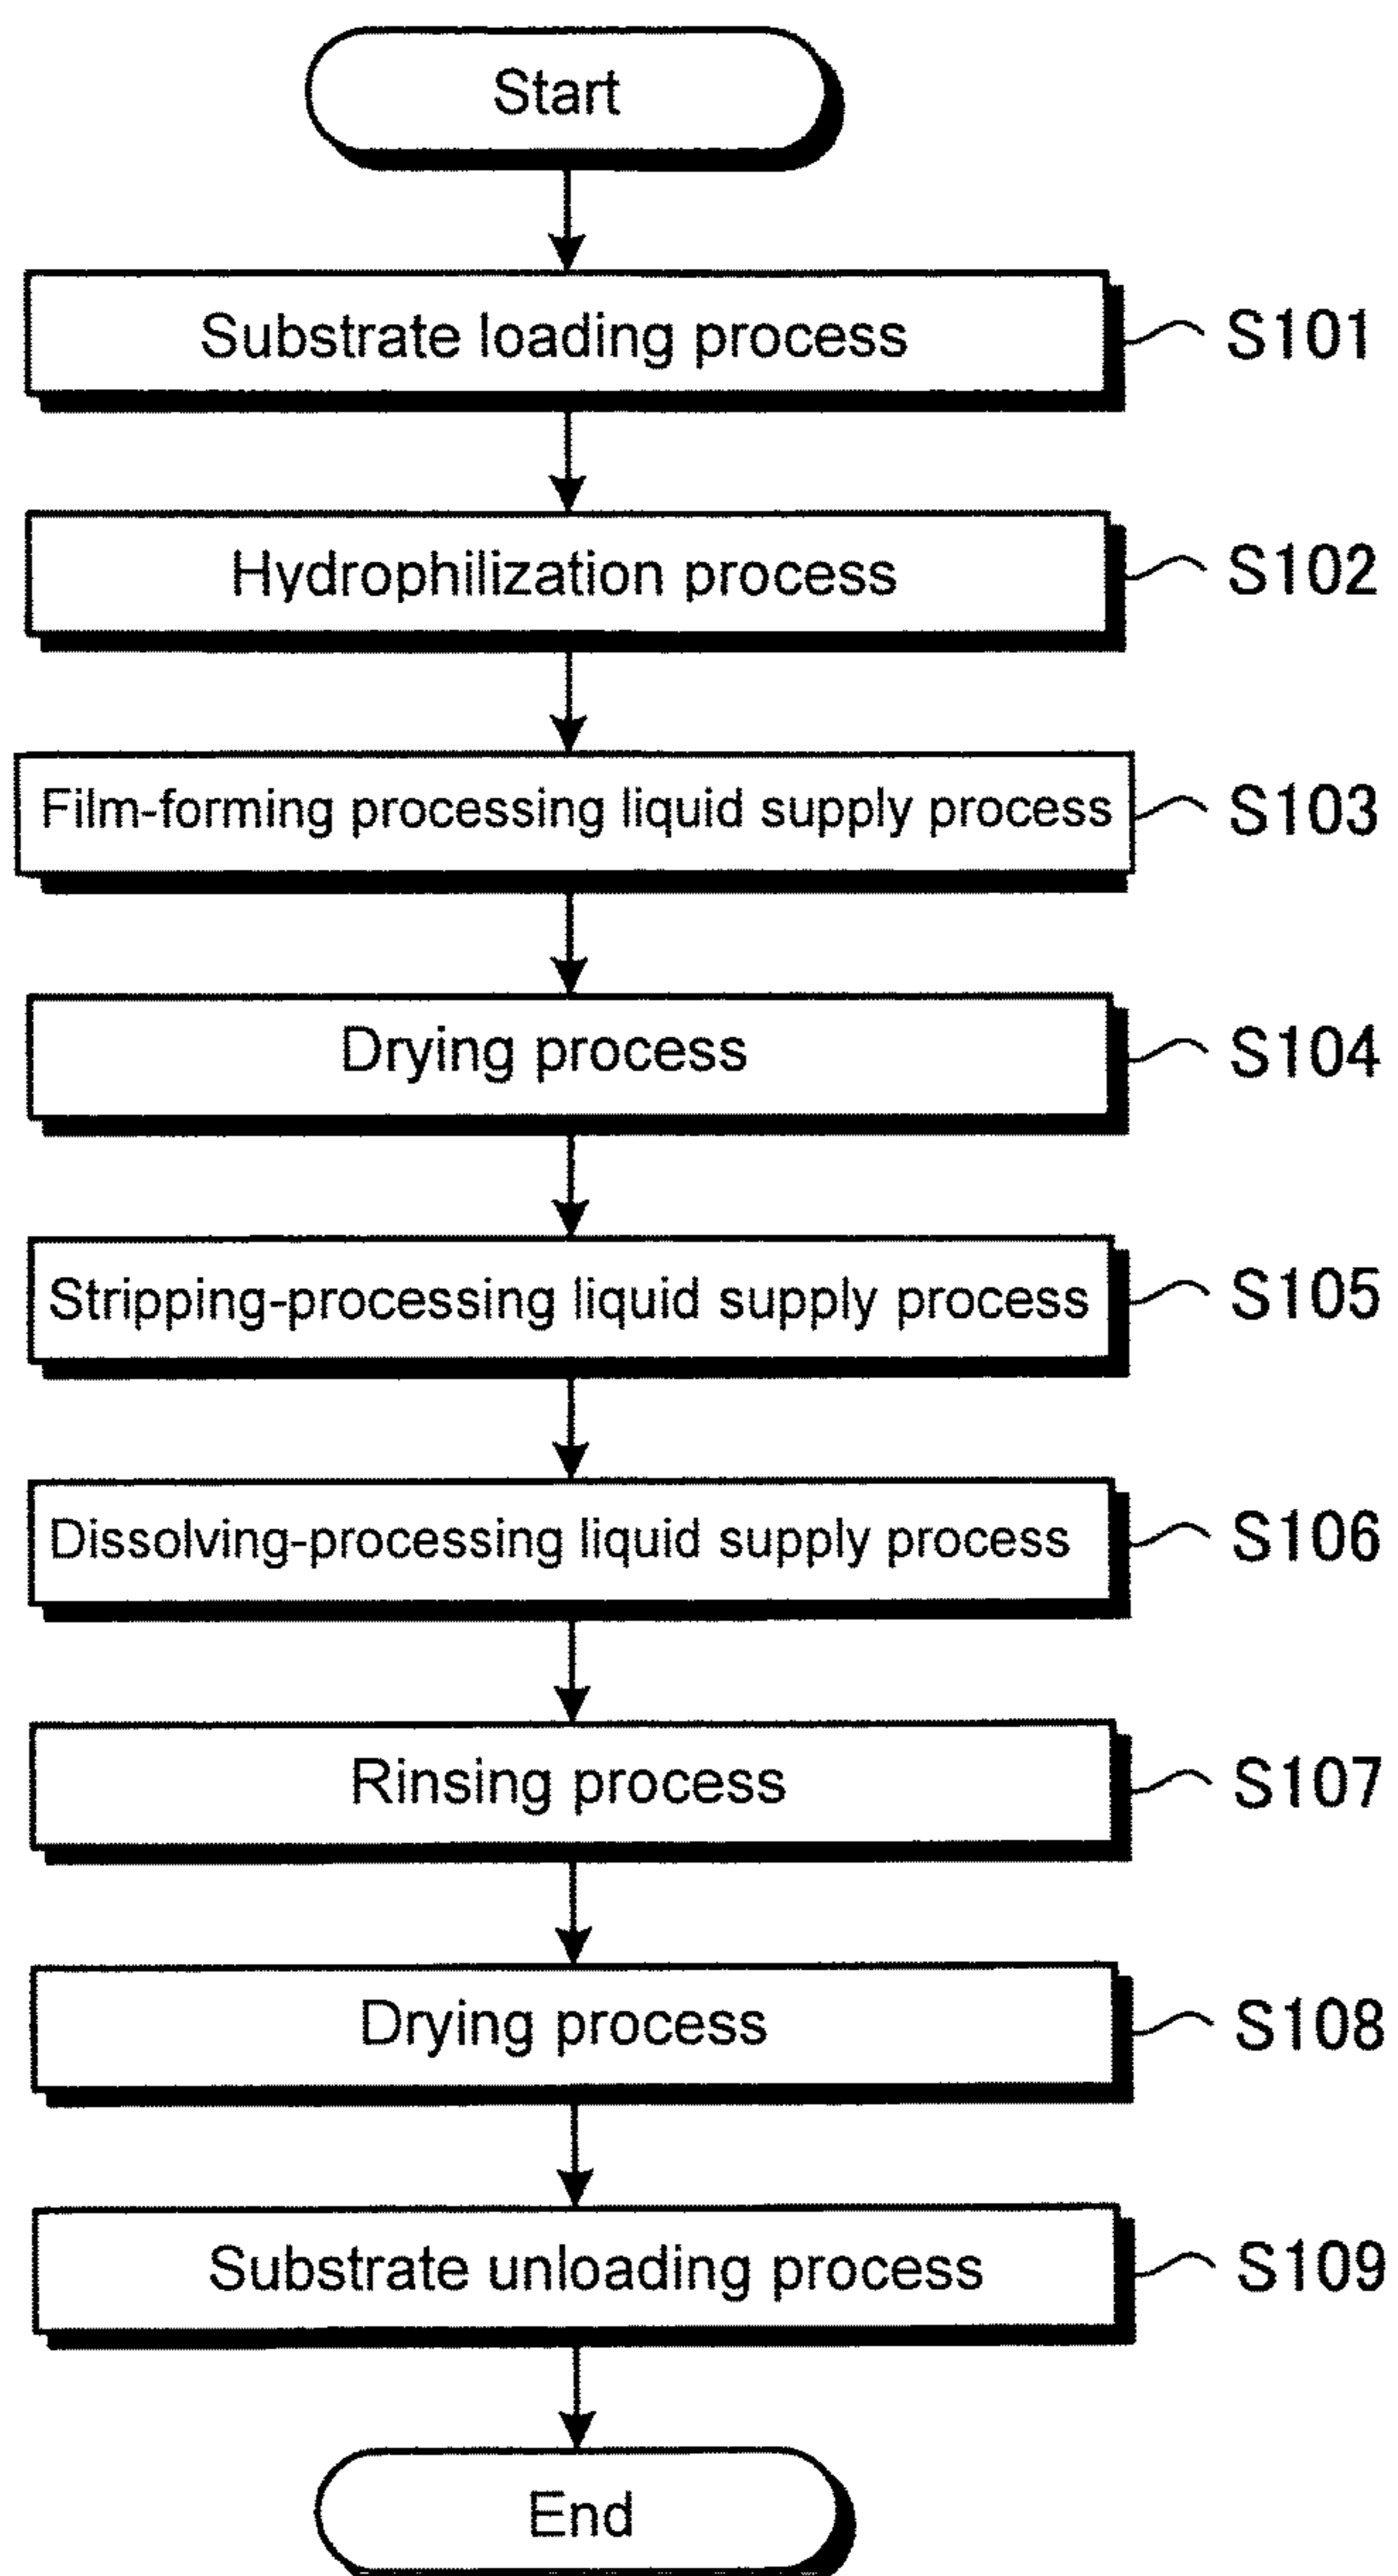 Start
Substrate loading process S101
Hydrophilization process S102
Film-forming processing liquid supply process S103
Drying process S104
Stripping-processing liquid supply process S105
Dissolving-processing liquid supply process S106
Rinsing process S107
Drying process S108
Substrate unloading process S109
End